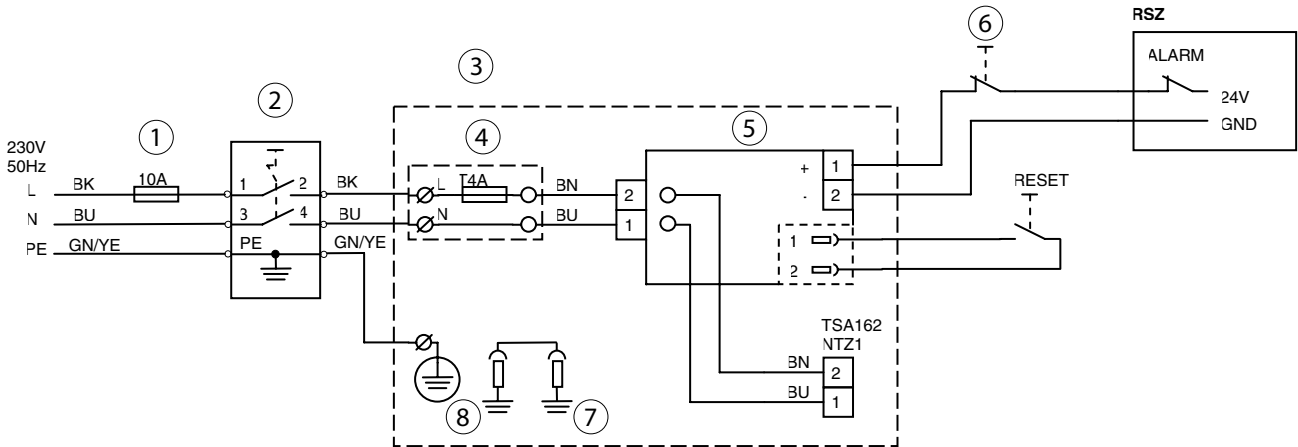 RSZ
6
ALARM
3
24V
GND
2
230V
50Hz
1
4
5
10A
L
BK
1
2
BK
L
T4A
BN
2
+
1
RESET
N
BU
3
4
BU
N
BU
1
-
2
PE
GN/YE
PE
GN/YE
1
2
TSA162
NTZ1
BN
2
BU
1
8
7